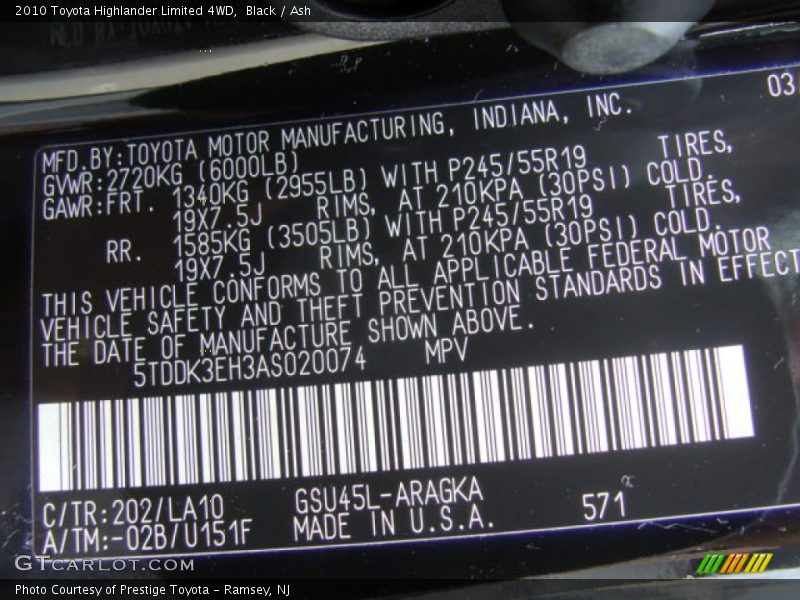 2010 Toyota Highlander Limited 4WD,  Black / Ash
03
MFD.BY:TOYOTA MOTOR MANUFACTURING, INDIANA, INC.
GVWR:2720KG (6000LB)
GAWR:FRT. 1340KG (2955LB) WITH P245/55R19 TIRES,
19X7.5J RIMS, AT 210KPA (30PSI) COLD.
RR. 1585KG (3505LB) WITH P245/55R19 TIRES,
19X7.5J RIMS, AT 210KPA (30PSI) COLD.
THIS VEHICLE CONFORMS TO ALL APPLICABLE FEDERAL MOTOR
VEHICLE SAFETY AND THEFT PREVENTION STANDARDS IN EFFECT
THE DATE OF MANUFACTURE SHOWN ABOVE.
5TDDK3EH3AS020074 MPV
C/TR:202/LA10 GSU45L-ARAGKA
A/TM:-02B/U151F MADE IN U.S.A. 571
GTCARLOT.COM
Photo Courtesy of Prestige Toyota - Ramsey, NJ